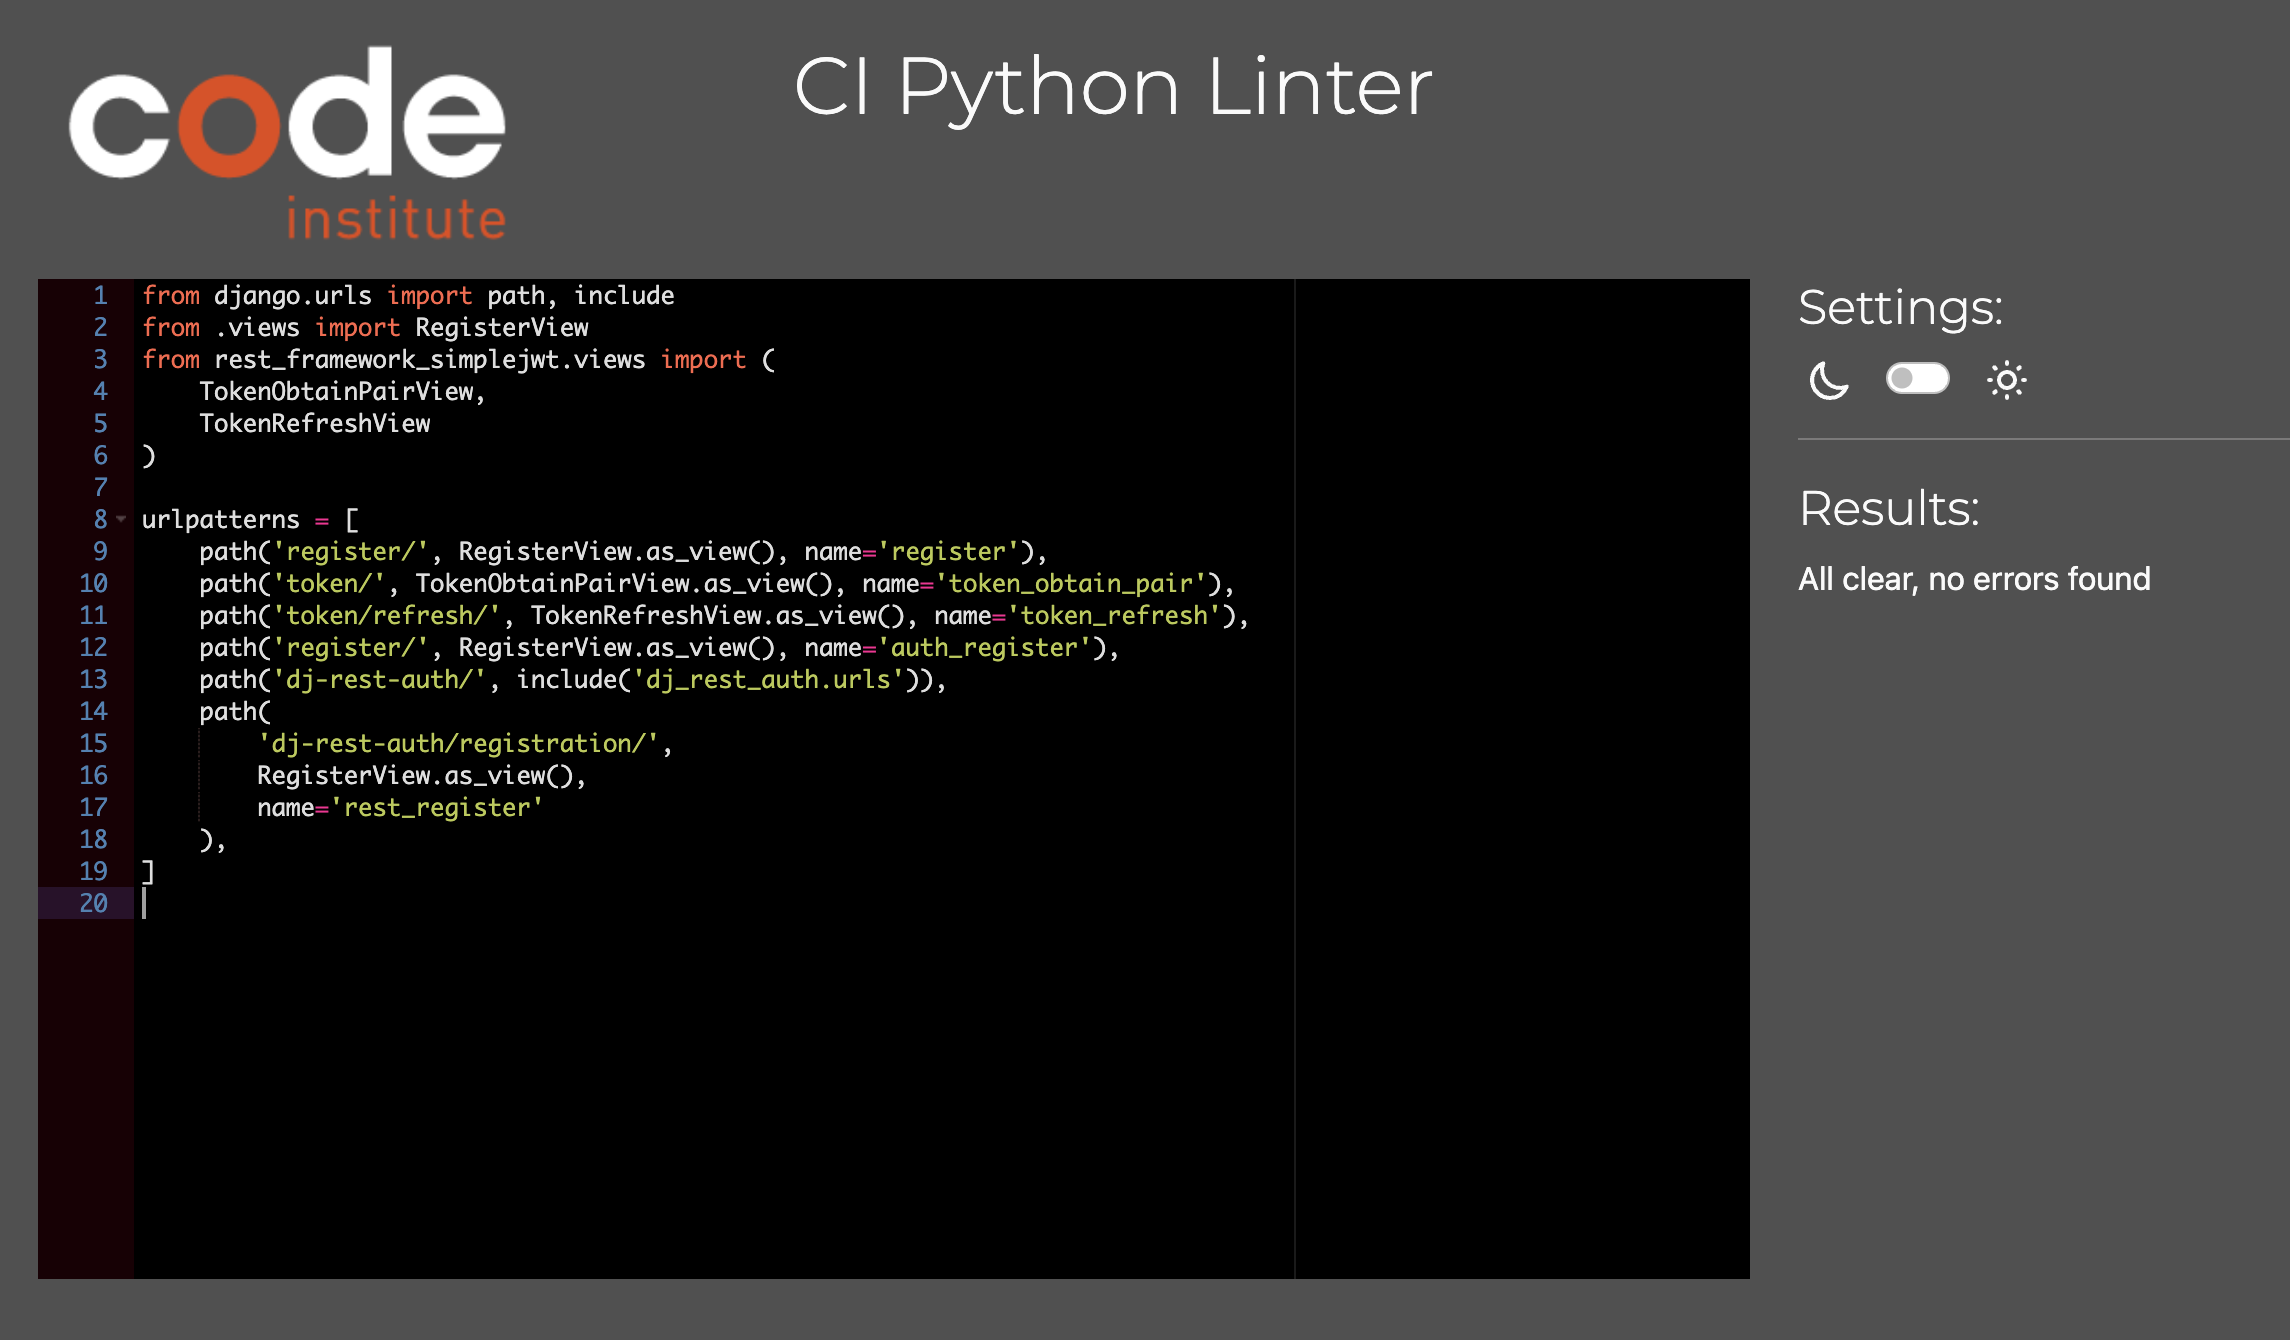 code
institute
CI Python Linter
1 from django.urls import path, include
2 from .views import RegisterView
3 from rest_framework_simplejwt.views import (
4     TokenObtainPairView,
5     TokenRefreshView
6 )
7
8 urlpatterns = [
9     path('register/', RegisterView.as_view(), name='register'),
10     path('token/', TokenObtainPairView.as_view(), name='token_obtain_pair'),
11     path('token/refresh/', TokenRefreshView.as_view(), name='token_refresh'),
12     path('register/', RegisterView.as_view(), name='auth_register'),
13     path('dj-rest-auth/', include('dj_rest_auth.urls')),
14     path(
15         'dj-rest-auth/registration/',
16         RegisterView.as_view(),
17         name='rest_register'
18     ),
19 ]
20
Settings:
Results:
All clear, no errors found